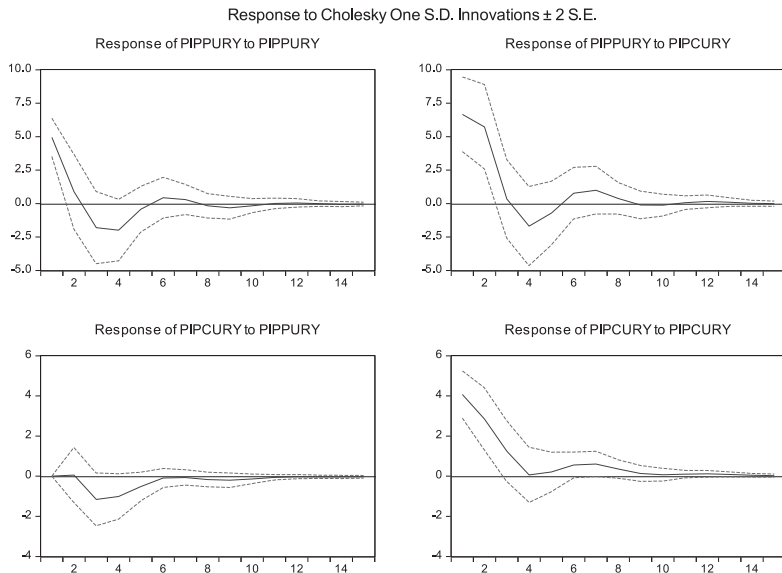 Response to Cholesky One S.D. Innovations ± 2 S.E.
Response of PIPPURY to PIPPURY
10.0
7.5
5.0
2.5
0.0
-2.5
-5.0
2 4 6 8 10 12 14
Response of PIPPURY to PIPCURY
10.0
7.5
5.0
2.5
0.0
-2.5
-5.0
2 4 6 8 10 12 14
Response of PIPCURY to PIPPURY
6
4
2
0
-2
-4
2 4 6 8 10 12 14
Response of PIPCURY to PIPCURY
6
4
2
0
-2
-4
2 4 6 8 10 12 14